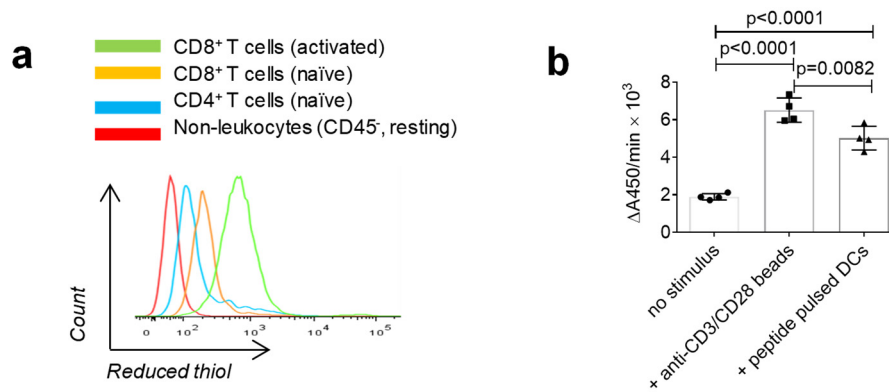 a
CD8⁺ T cells (activated)
CD8⁺ T cells (naïve)
CD4⁺ T cells (naïve)
Non-leukocytes (CD45⁻, resting)
Count
0 10² 10³ 10⁴ 10⁵
Reduced thiol
b
p<0.0001
p<0.0001
p=0.0082
ΔA450/min × 10³
8
6
4
2
0
no stimulus
+ anti-CD3/CD28 beads
+ peptide pulsed DCs